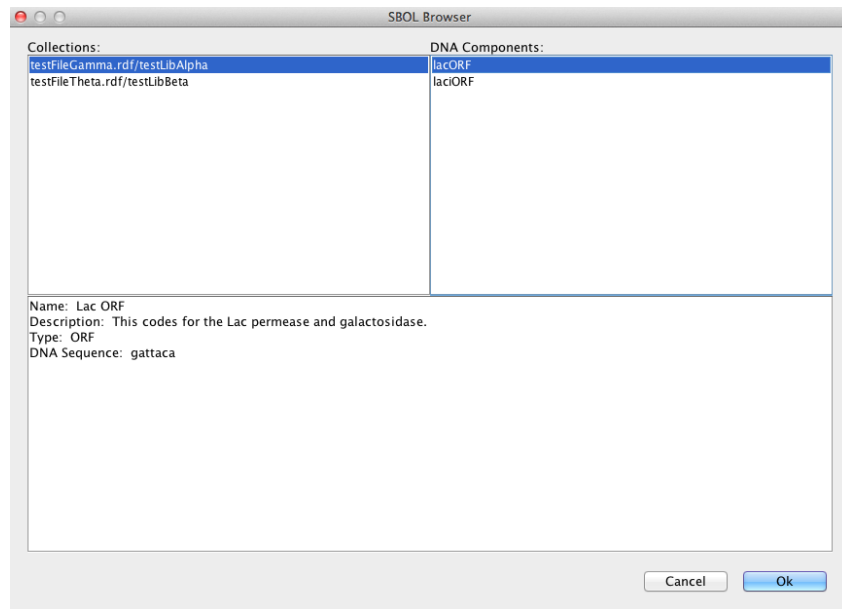 SBOL Browser
Collections:
testFileGamma.rdf/testLibAlpha
testFileTheta.rdf/testLibBeta
DNA Components:
lacORF
laciORF
Name: Lac ORF
Description: This codes for the Lac permease and galactosidase.
Type: ORF
DNA Sequence: gattaca
Cancel
Ok